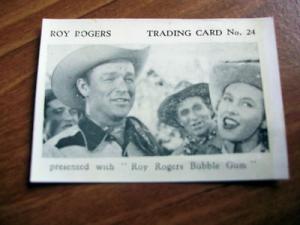 ROY ROGERS TRADING CARD No. 24
presented with "Roy Rogers Bubble Gum"